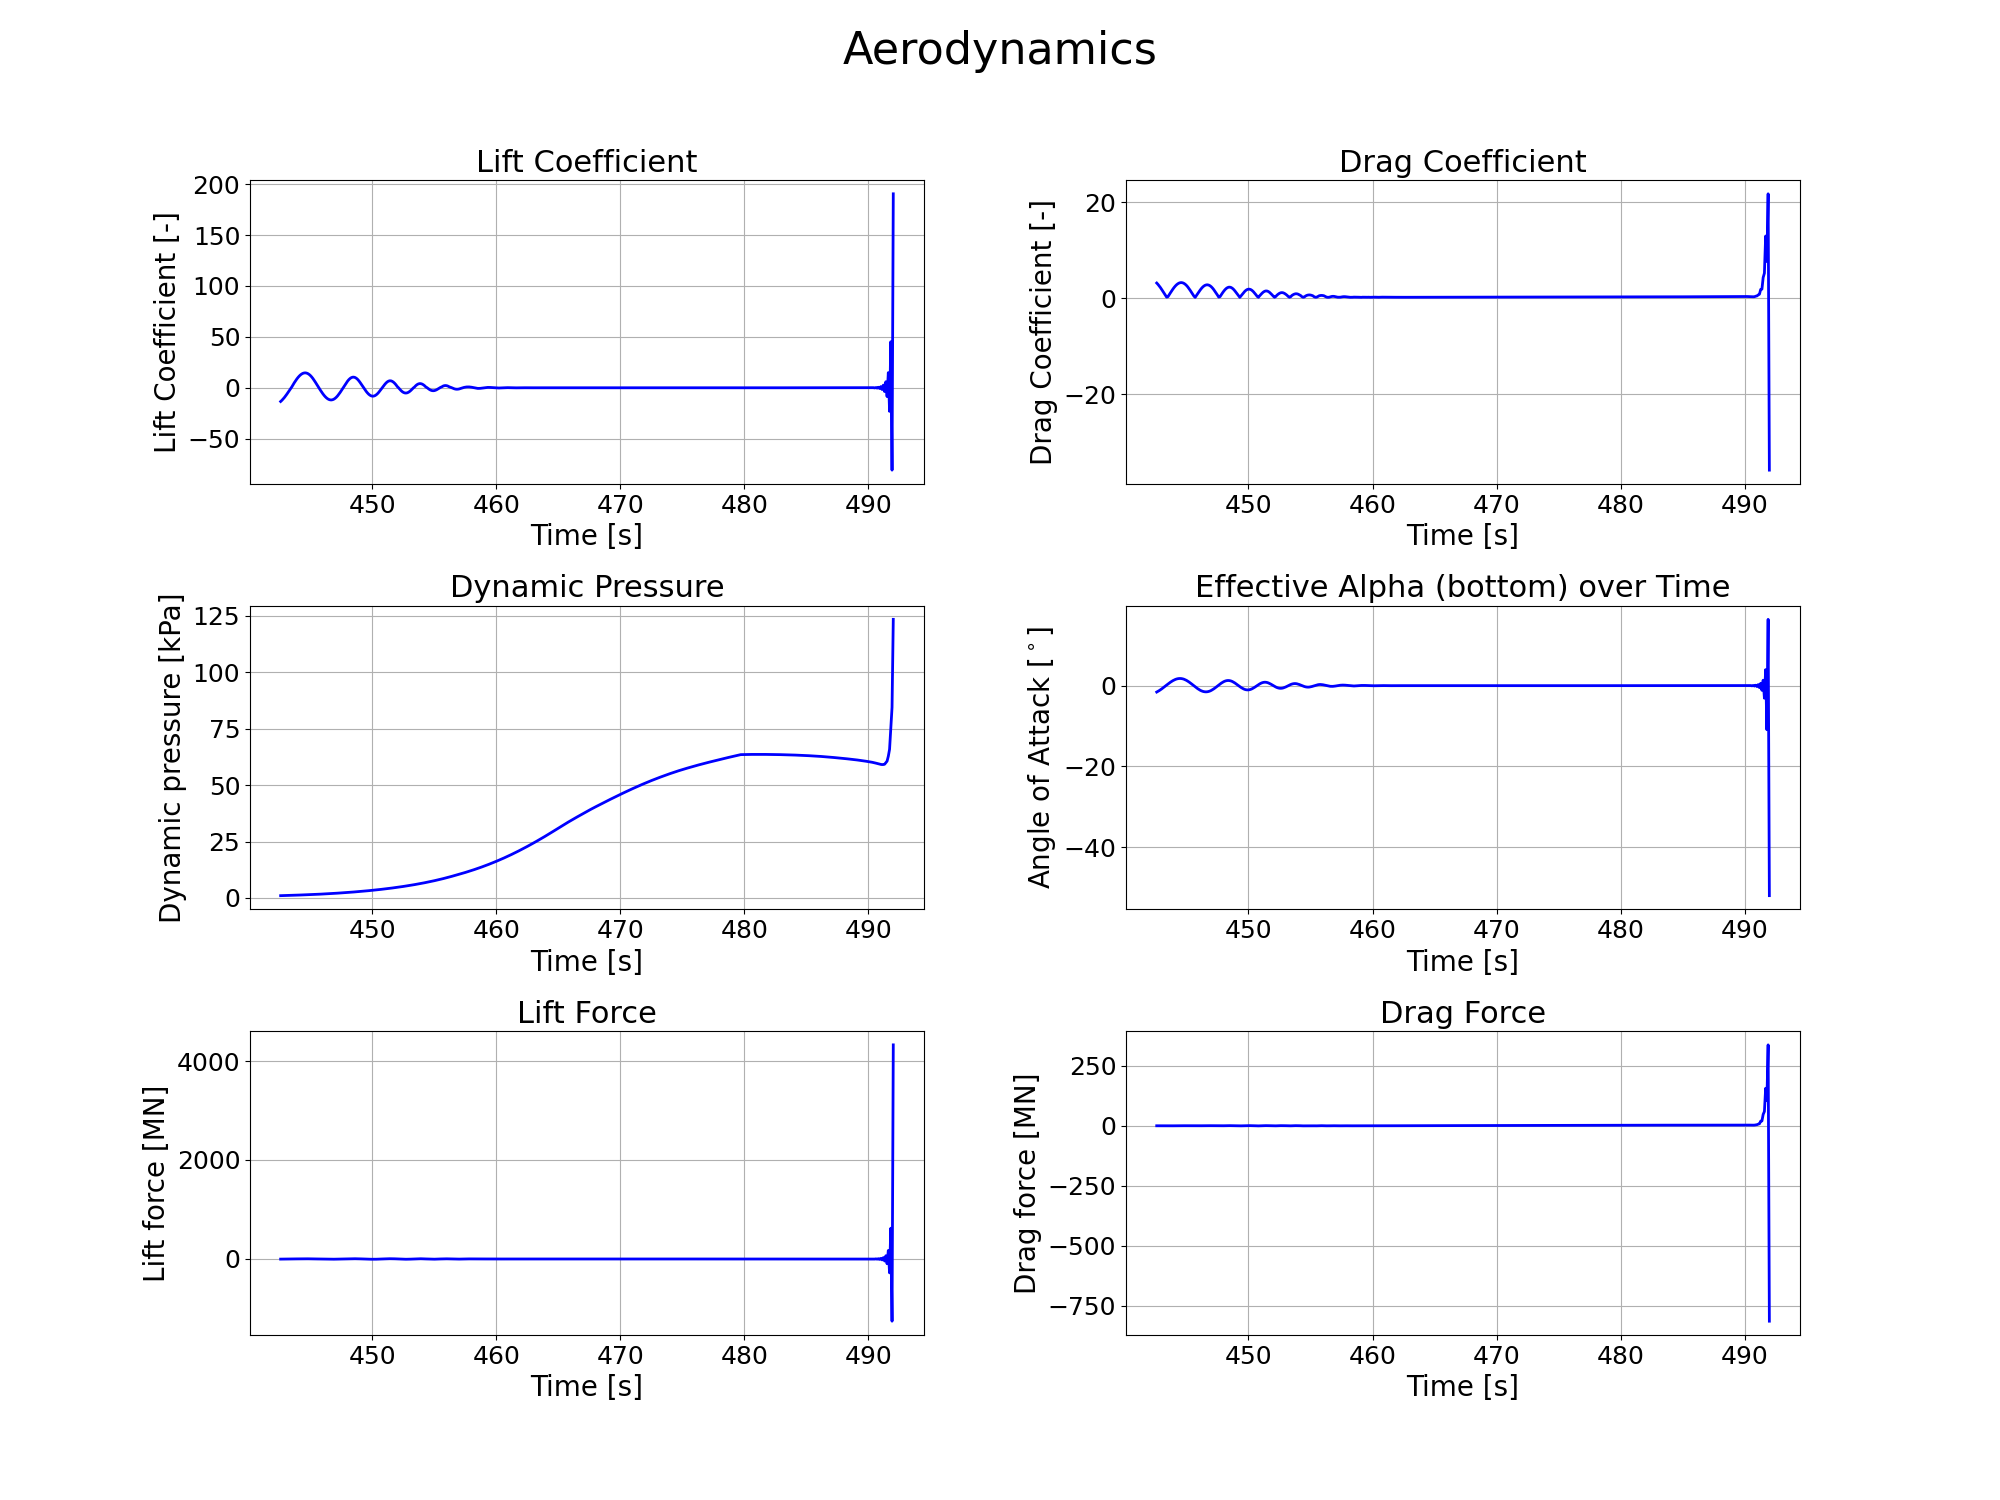 Aerodynamics
Lift Coefficient
Lift Coefficient [-]
200
150
100
50
0
−50
450 460 470 480 490
Time [s]
Drag Coefficient
Drag Coefficient [-]
20
0
−20
450 460 470 480 490
Time [s]
Dynamic Pressure
Dynamic pressure [kPa]
125
100
75
50
25
0
450 460 470 480 490
Time [s]
Effective Alpha (bottom) over Time
Angle of Attack [°]
0
−20
−40
450 460 470 480 490
Time [s]
Lift Force
Lift force [MN]
4000
2000
0
450 460 470 480 490
Time [s]
Drag Force
Drag force [MN]
250
0
−250
−500
−750
450 460 470 480 490
Time [s]